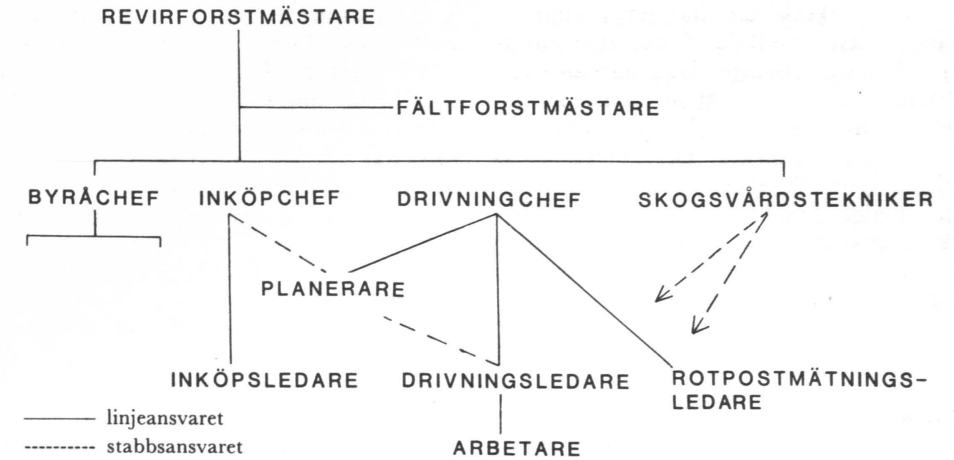 REVIRFORSTMÄSTARE
FÄLTFORSTMÄSTARE
BYRÅCHEF INKÖPCHEF DRIVNINGCHEF SKOGSVÅRDSTEKNIKER
PLANERARE
INKÖPSLEDARE DRIVNINGSLEDARE ROTPOSTMÄTNINGS-
LEDARE
linjeansvaret
stabbsansvaret
ARBETARE